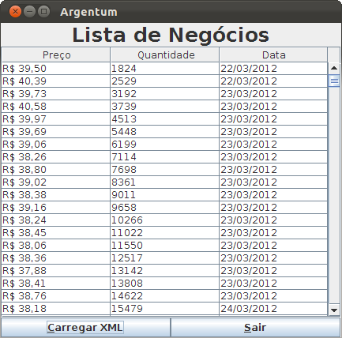 Argentum
Lista de Negócios
Preço Quantidade Data
R$ 39,50 1824 22/03/2012
R$ 40,39 2529 22/03/2012
R$ 39,73 3192 23/03/2012
R$ 40,58 3739 23/03/2012
R$ 39,97 4513 23/03/2012
R$ 39,69 5448 23/03/2012
R$ 39,06 6199 23/03/2012
R$ 38,26 7114 23/03/2012
R$ 38,80 7698 23/03/2012
R$ 39,02 8361 23/03/2012
R$ 38,38 9011 23/03/2012
R$ 39,16 9658 23/03/2012
R$ 38,24 10266 23/03/2012
R$ 38,45 11022 23/03/2012
R$ 38,06 11550 23/03/2012
R$ 38,36 12517 23/03/2012
R$ 37,88 13142 23/03/2012
R$ 38,41 13808 23/03/2012
R$ 38,76 14622 23/03/2012
R$ 38,18 15479 24/03/2012
Carregar XML Sair